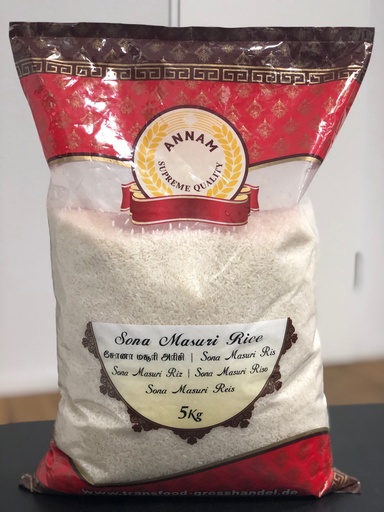 ANNAM
SUPREME QUALITY
Sona Masuri Rice
சோனா மசூரி அரிசி | Sona Masuri Ris
Sona Masuri Riz | Sona Masuri Riso
Sona Masuri Reis
5Kg
www.transfood-grosshandel.de